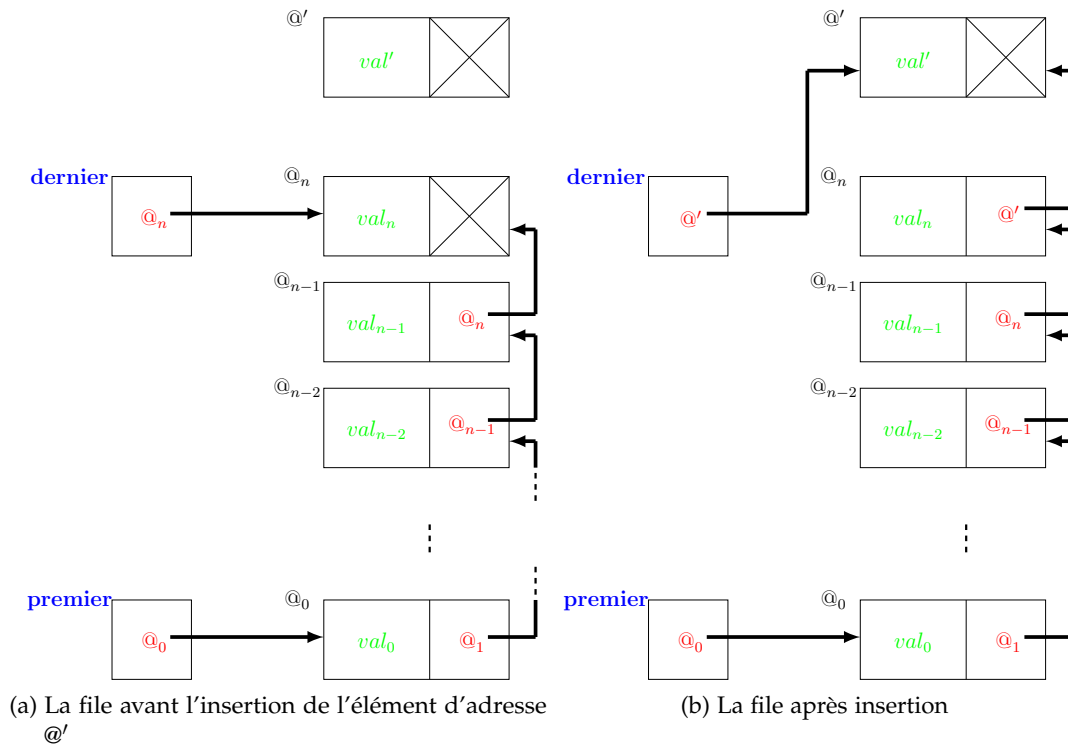 @'
val'
dernier
@n
@n
valn
@n−1
valn−1
@n
@n−2
valn−2
@n−1
premier
@0
@0
val0
@1
(a) La file avant l'insertion de l'élément d'adresse
@'
@'
val'
dernier
@'
@n
valn
@'
@n−1
valn−1
@n
@n−2
valn−2
@n−1
premier
@0
@0
val0
@1
(b) La file après insertion